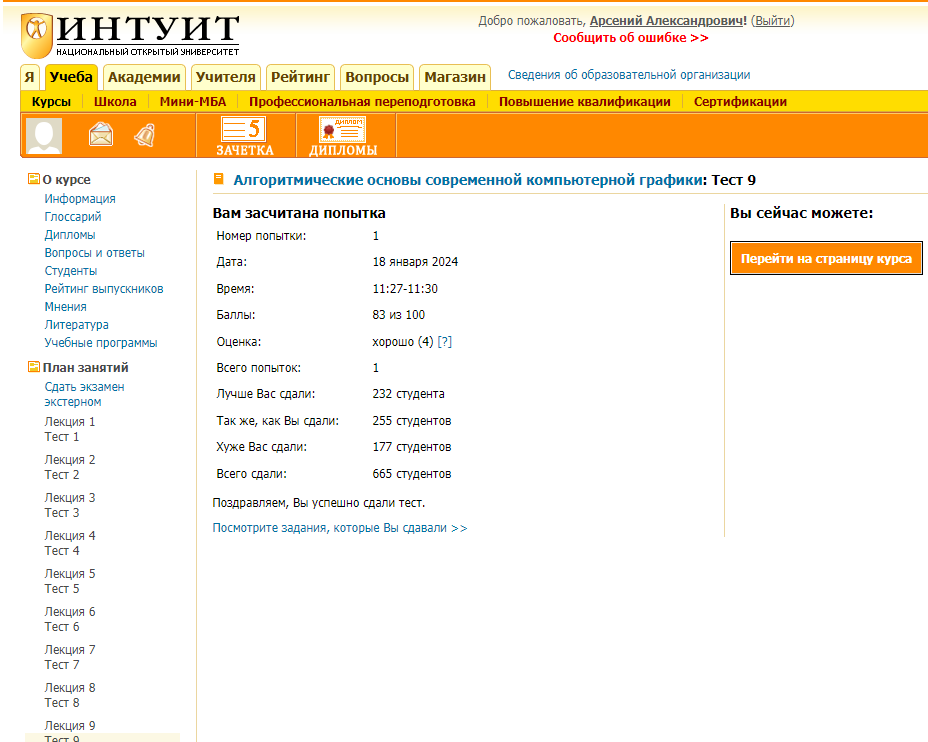 ИНТУИТ
НАЦИОНАЛЬНЫЙ ОТКРЫТЫЙ УНИВЕРСИТЕТ
Добро пожаловать, Арсений Александрович! (Выйти)
Сообщить об ошибке >>
Я Учеба Академии Учителя Рейтинг Вопросы Магазин Сведения об образовательной организации
Курсы Школа Мини-МБА Профессиональная переподготовка Повышение квалификации Сертификации
5 ДИПЛОМ
ЗАЧЕТКА ДИПЛОМЫ
О курсе
Информация
Глоссарий
Дипломы
Вопросы и ответы
Студенты
Рейтинг выпускников
Мнения
Литература
Учебные программы
План занятий
Сдать экзамен
экстерном
Лекция 1
Тест 1
Лекция 2
Тест 2
Лекция 3
Тест 3
Лекция 4
Тест 4
Лекция 5
Тест 5
Лекция 6
Тест 6
Лекция 7
Тест 7
Лекция 8
Тест 8
Лекция 9
Тест 9
Алгоритмические основы современной компьютерной графики: Тест 9
Вам засчитана попытка
Номер попытки: 1
Дата: 18 января 2024
Время: 11:27-11:30
Баллы: 83 из 100
Оценка: хорошо (4) [?]
Всего попыток: 1
Лучше Вас сдали: 232 студента
Так же, как Вы сдали: 255 студентов
Хуже Вас сдали: 177 студентов
Всего сдали: 665 студентов
Поздравляем, Вы успешно сдали тест.
Посмотрите задания, которые Вы сдавали >>
Вы сейчас можете:
Перейти на страницу курса